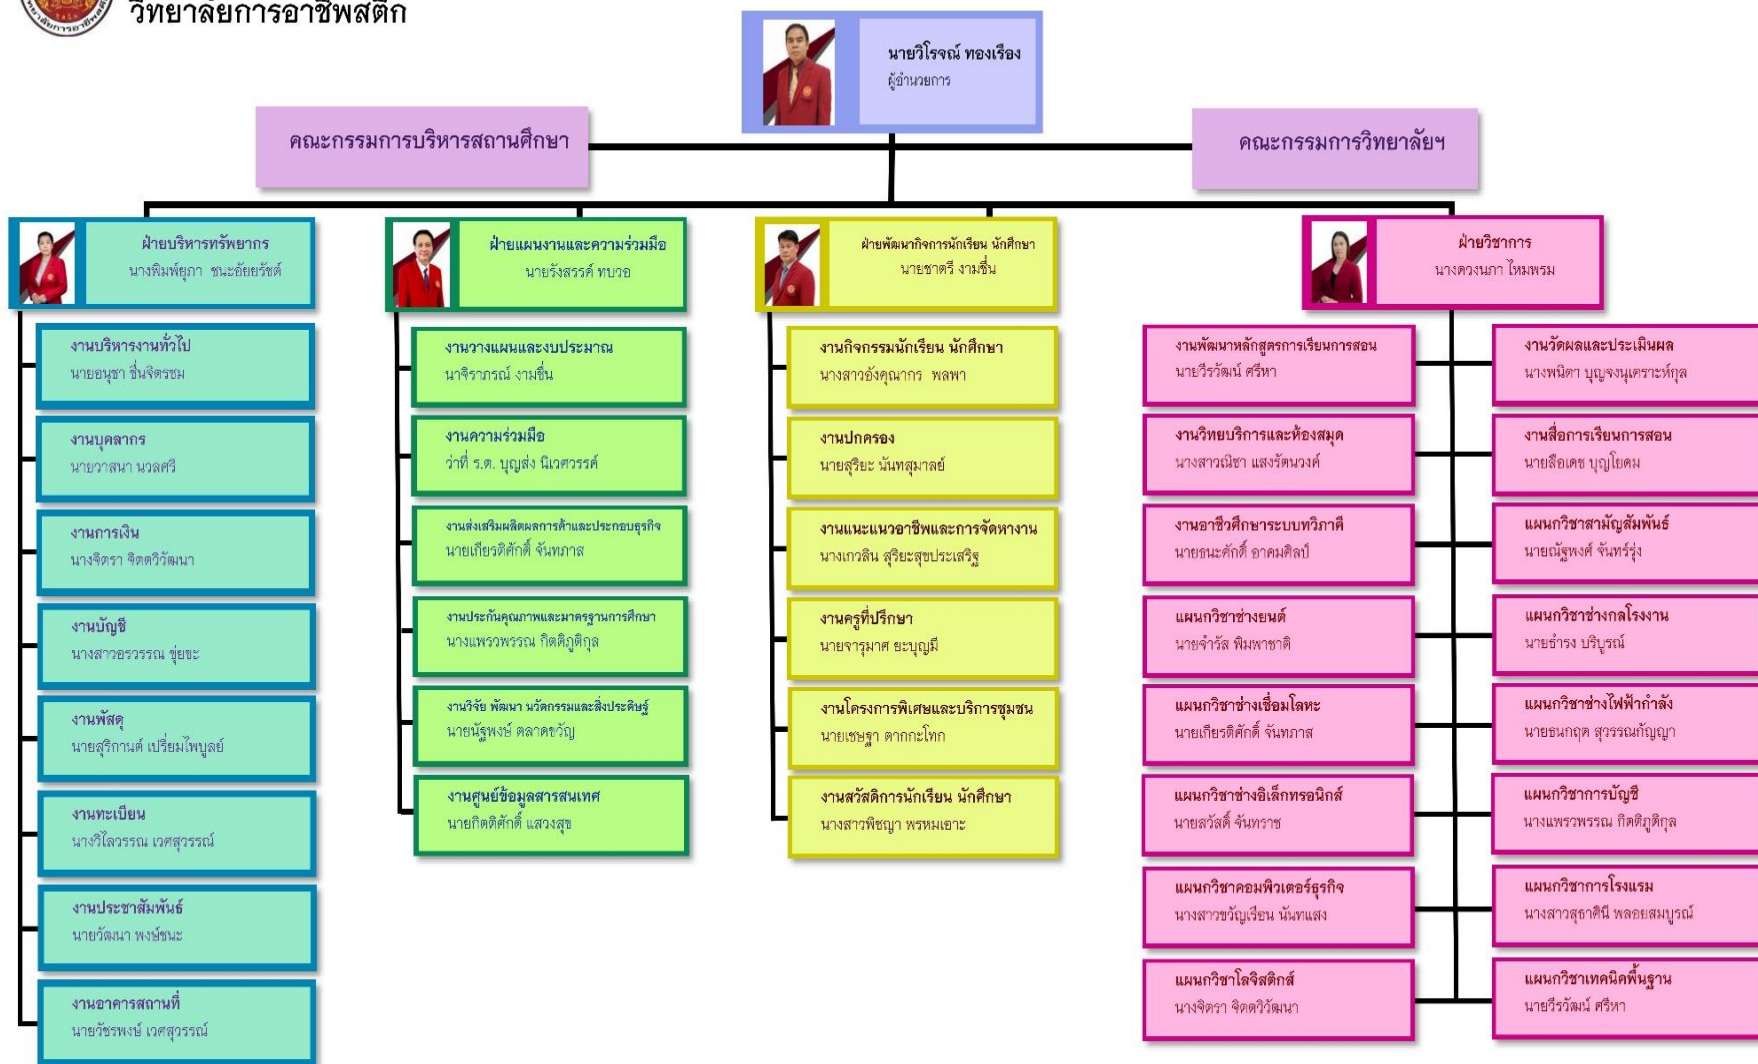 วิทยาลัยการอาชีพสตึก
นายวิโรจณ์ ทองเรือง
ผู้อำนวยการ
คณะกรรมการบริหารสถานศึกษา
คณะกรรมการวิทยาลัยฯ
ฝ่ายบริหารทรัพยากร
นางพิมพ์ยุภา ชนะอัยยรัชต์
งานบริหารงานทั่วไป
นายอนุชา ชื่นจิตรชม
งานบุคลากร
นายวาสนา นวลศรี
งานการเงิน
นางจิตรา จิตตวิวัฒนา
งานบัญชี
นางสาวอรวรรณ ขุ่ยขะ
งานพัสดุ
นายสุริกานต์ เปรี่ยมไพบูลย์
งานทะเบียน
นางวิไลวรรณ เวศสุวรรณ์
งานประชาสัมพันธ์
นายวัฒนา พงษ์ชนะ
งานอาคารสถานที่
นายวัชรพงษ์ เวศสุวรรณ์
ฝ่ายแผนงานและความร่วมมือ
นายรังสรรค์ ทบวอ
งานวางแผนและงบประมาณ
นาจิราภรณ์ งามชื่น
งานความร่วมมือ
ว่าที่ ร.ต. บุญส่ง นิเวศวรรค์
งานส่งเสริมผลิตผลการค้าและประกอบธุรกิจ
นายเกียรติศักดิ์ จันทภาส
งานประกันคุณภาพและมาตรฐานการศึกษา
นางแพรวพรรณ กิตติภูติกุล
งานวิจัย พัฒนา นวัตกรรมและสิ่งประดิษฐ์
นายนัฐพงษ์ ตลาดขวัญ
งานศูนย์ข้อมูลสารสนเทศ
นายกิตติศักดิ์ แสวงสุข
ฝ่ายพัฒนากิจการนักเรียน นักศึกษา
นายชาตรี งามชื่น
งานกิจกรรมนักเรียน นักศึกษา
นางสาวอังคุณากร พลพา
งานปกครอง
นายสุริยะ นันทสุมาลย์
งานแนะแนวอาชีพและการจัดหางาน
นางเกวลิน สุริยะสุขประเสริฐ
งานครูที่ปรึกษา
นายจารุมาศ ยะบุญมี
งานโครงการพิเศษและบริการชุมชน
นายเชษฐา ตากกะโทก
งานสวัสดิการนักเรียน นักศึกษา
นางสาวพิชญา พรหมเอาะ
ฝ่ายวิชาการ
นางดวงนภา ไหมพรม
งานพัฒนาหลักสูตรการเรียนการสอน
นายวีรวัฒน์ ศรีหา
งานวัดผลและประเมินผล
นางพนิตา บุญจงนุเคราะห์กุล
งานวิทยบริการและห้องสมุด
นางสาวณิชา แสงรัตนวงค์
งานสื่อการเรียนการสอน
นายลือเดช บุญโยดม
งานอาชีวศึกษาระบบทวิภาคี
นายธนะศักดิ์ อาคมศิลป์
แผนกวิชาสามัญสัมพันธ์
นายณัฐพงศ์ จันทร์รุ่ง
แผนกวิชาช่างยนต์
นายจำรัส พิมพาชาติ
แผนกวิชาช่างกลโรงงาน
นายธำรง ปริบูรณ์
แผนกวิชาช่างเชื่อมโลหะ
นายเกียรติศักดิ์ จันทภาส
แผนกวิชาช่างไฟฟ้ากำลัง
นายธนกฤต สุวรรณกัญญา
แผนกวิชาช่างอิเล็กทรอนิกส์
นายสวัสดิ์ จันทราช
แผนกวิชาการบัญชี
นางแพรวพรรณ กิตติภูติกุล
แผนกวิชาคอมพิวเตอร์ธุรกิจ
นางสาวขวัญเรือน นันทแสง
แผนกวิชาการโรงแรม
นางสาวสุธาศินี พลอยสมบูรณ์
แผนกวิชาโลจิสติกส์
นางจิตรา จิตตวิวัฒนา
แผนกวิชาเทคนิคพื้นฐาน
นายวีรวัฒน์ ศรีหา